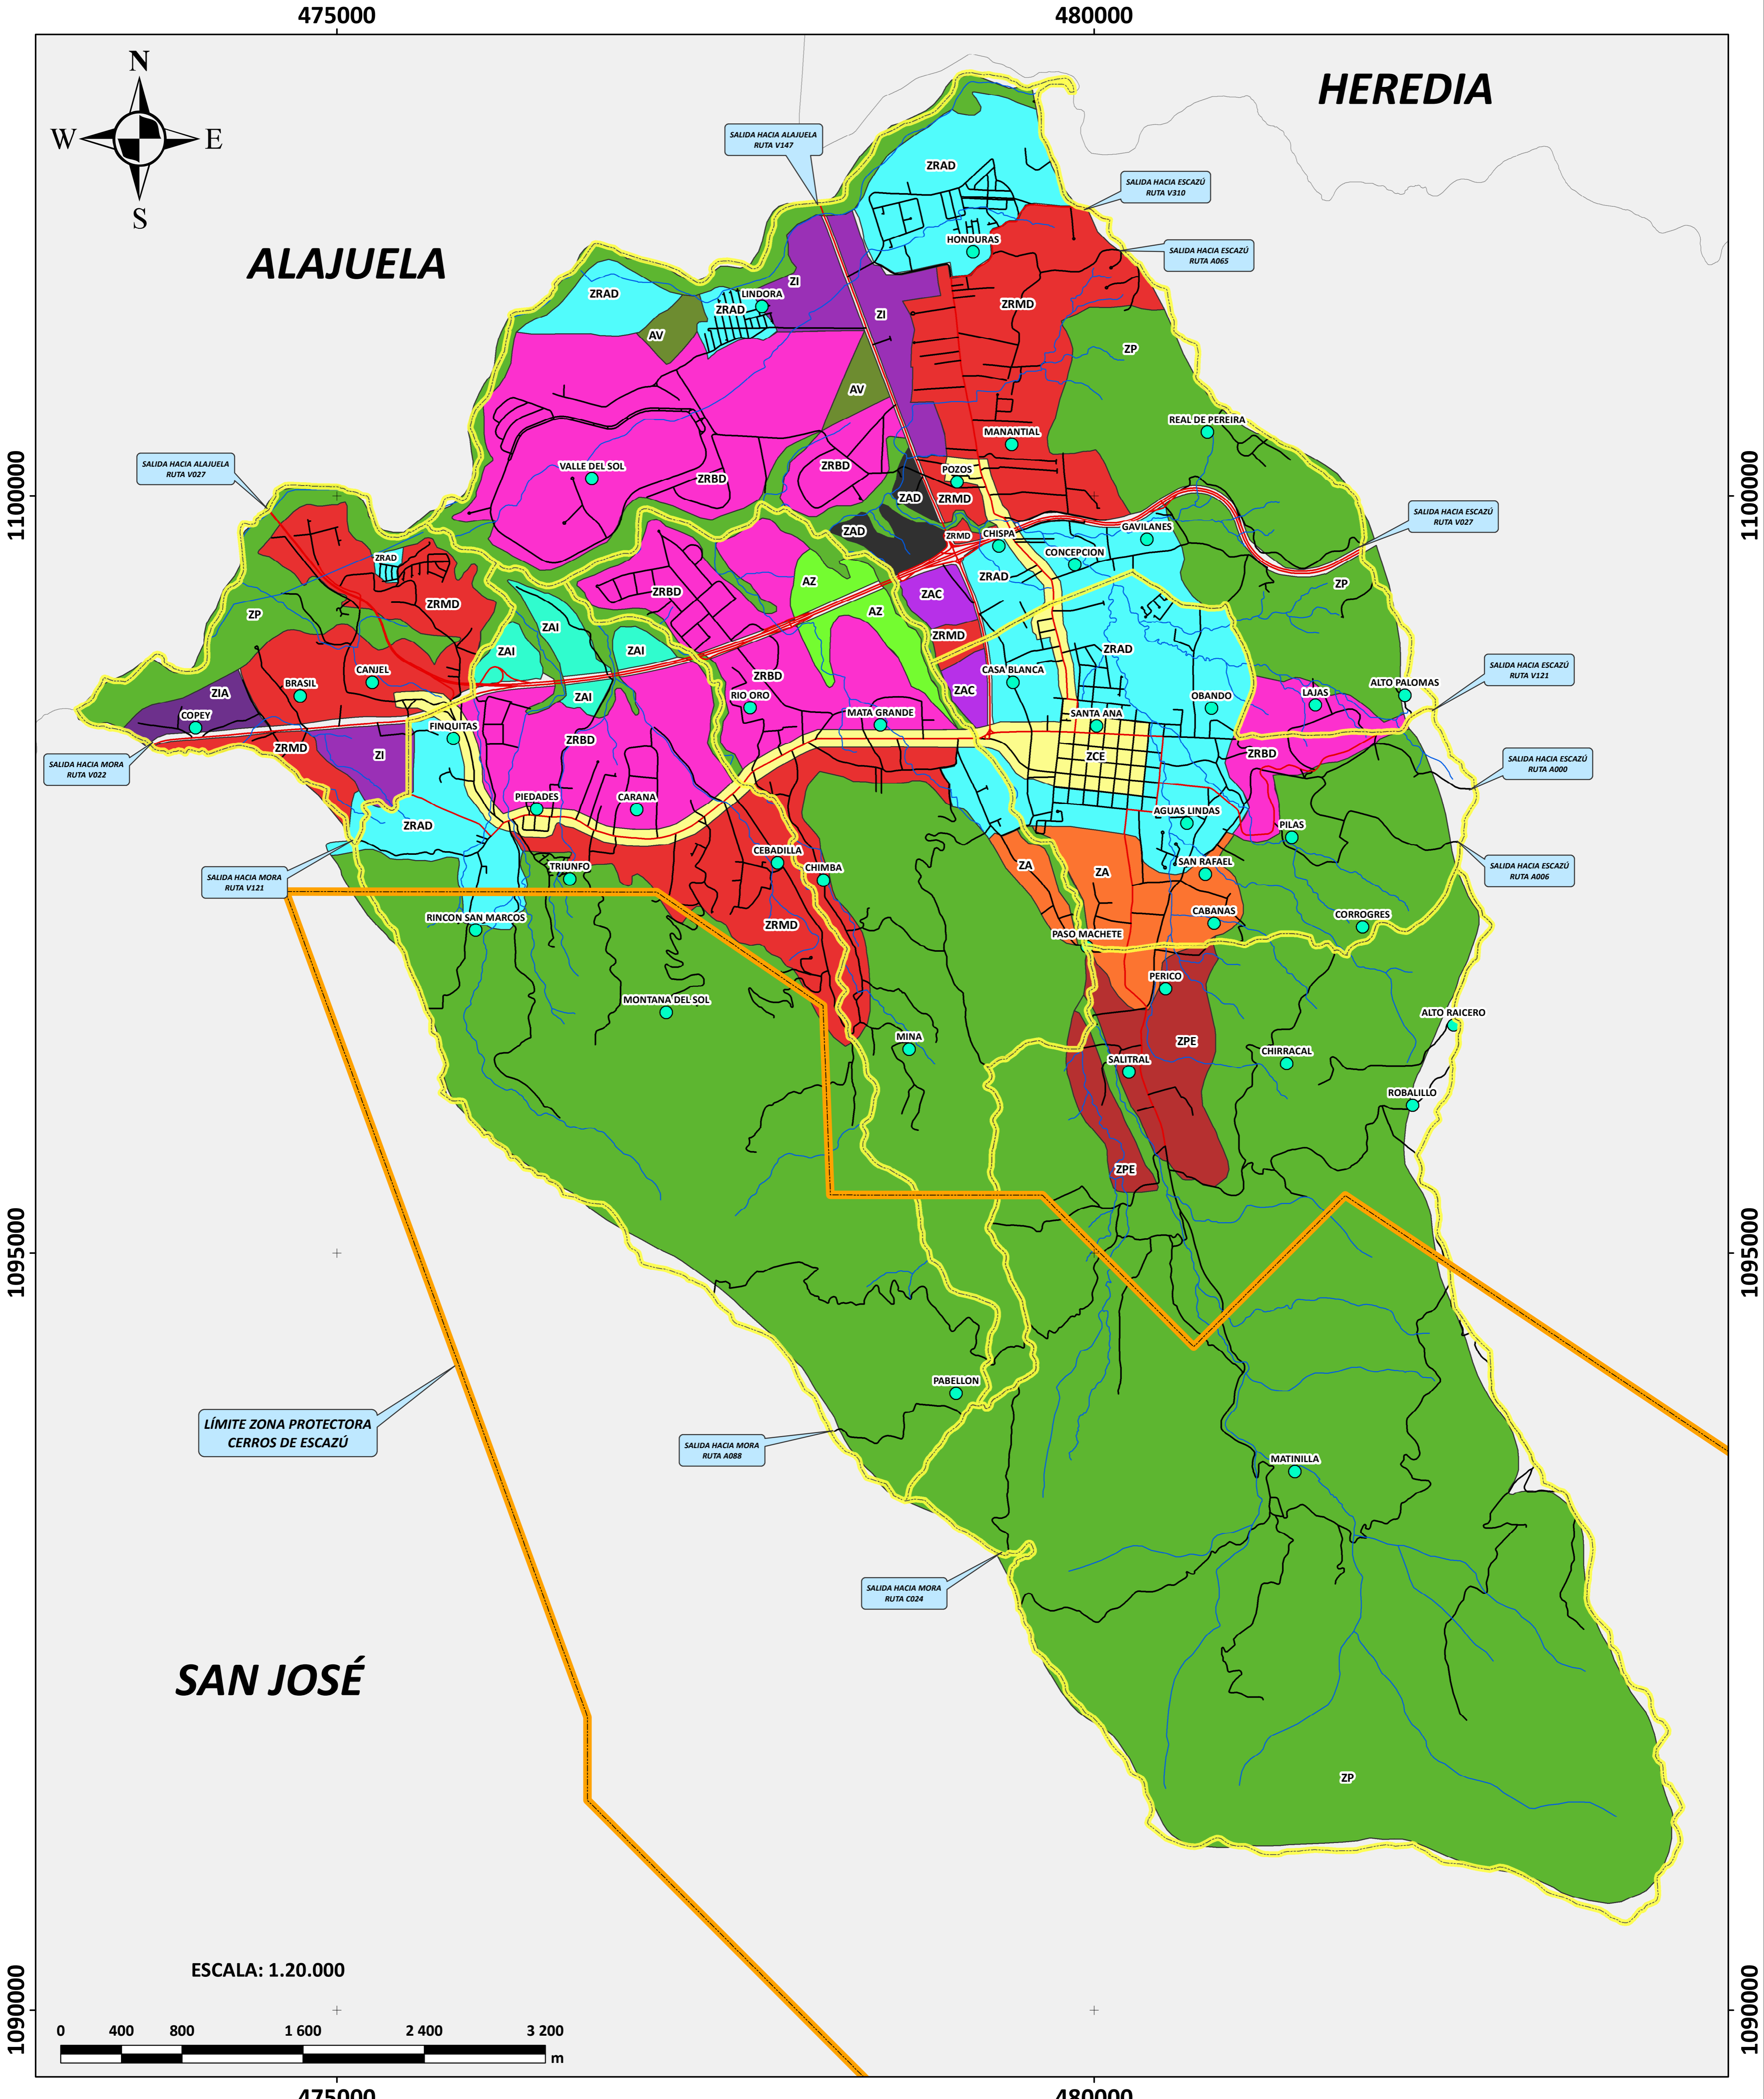 475000
480000
N
W
E
S
HEREDIA
ALAJUELA
SALIDA HACIA ALAJUELA
RUTA V147
SALIDA HACIA ESCAZÚ
RUTA V310
SALIDA HACIA ESCAZÚ
RUTA A065
ZRAD
HONDURAS
ZI
ZRAD
LINDORA
ZRAD
ZRMD
ZI
AV
ZP
AV
REAL DE PEREIRA
MANANTIAL
SALIDA HACIA ALAJUELA
RUTA V027
VALLE DEL SOL
ZRBD
ZRBD
POZOS
ZAD
ZRMD
1100000
1100000
SALIDA HACIA ESCAZÚ
RUTA V027
ZAD
ZRMD
CHISPA
GAVILANES
CONCEPCION
ZRAD
ZRAD
ZP
AZ
ZRBD
ZAC
ZRMD
ZP
AZ
ZAI
ZRMD
ZAI
ZAI
ZRAD
CANJEL
ZRBD
CASA BLANCA
SALIDA HACIA ESCAZÚ
RUTA V121
BRASIL
ZIA
ZAI
RIO ORO
ZAC
OBANDO
LAJAS
ALTO PALOMAS
COPEY
FINQUITAS
MATA GRANDE
SANTA ANA
ZRMD
ZI
ZRBD
ZCE
ZRBD
SALIDA HACIA MORA
RUTA V022
SALIDA HACIA ESCAZÚ
RUTA A000
PIEDADES
CARANA
AGUAS LINDAS
ZRAD
PILAS
CEBADILLA
TRIUNFO
CHIMBA
ZA
ZA
SAN RAFAEL
SALIDA HACIA ESCAZÚ
RUTA A006
SALIDA HACIA MORA
RUTA V121
RINCON SAN MARCOS
ZRMD
PASO MACHETE
CABANAS
CORROGRES
PERICO
MONTANA DEL SOL
ALTO RAICERO
MINA
ZPE
SALITRAL
CHIRRACAL
ROBALILLO
ZPE
1095000
1095000
PABELLON
LÍMITE ZONA PROTECTORA
CERROS DE ESCAZÚ
SALIDA HACIA MORA
RUTA A088
MATINILLA
SALIDA HACIA MORA
RUTA C024
SAN JOSÉ
ZP
ESCALA: 1.20.000
1090000
1090000
0 400 800 1 600 2 400 3 200
m
475000
480000